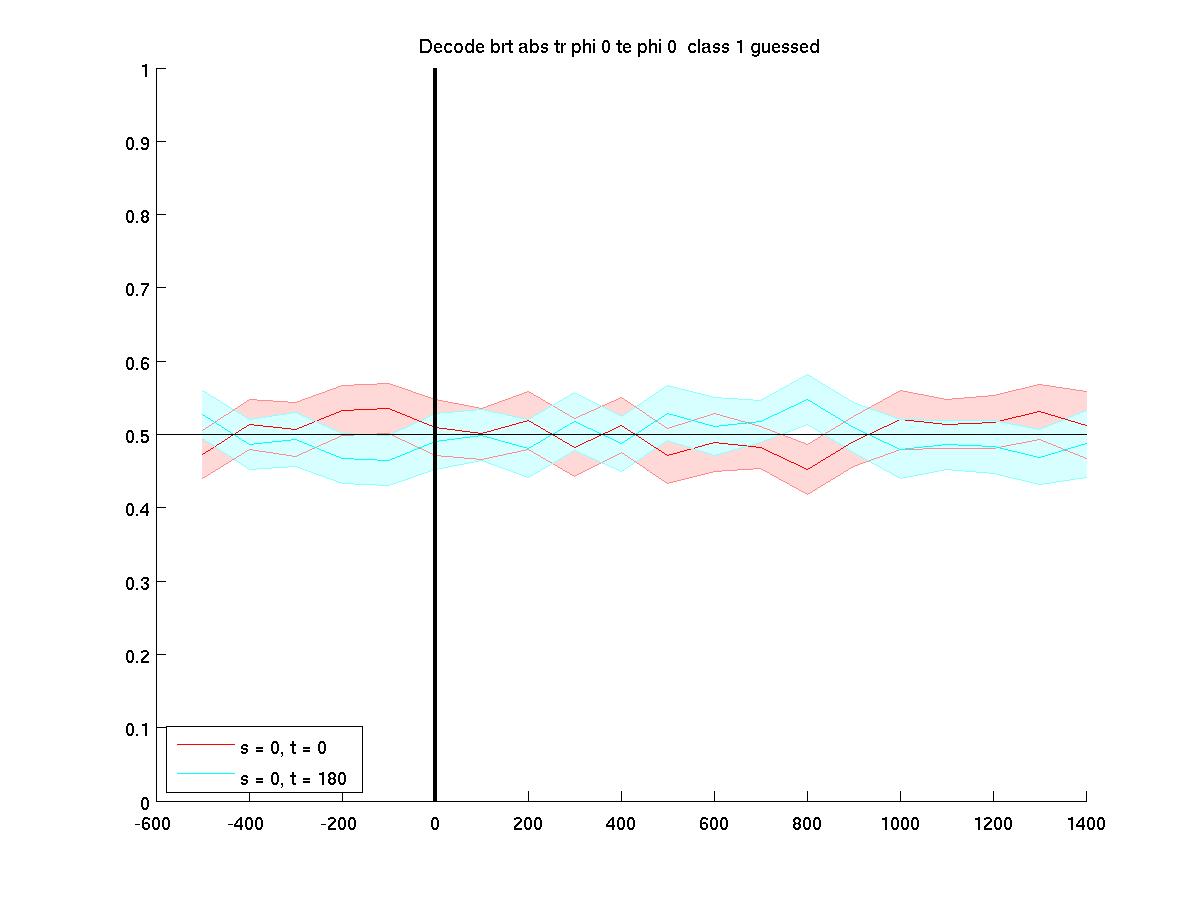 Decode brt abs tr phi 0 te phi 0  class 1 guessed
1
0.9
0.8
0.7
0.6
0.5
0.4
0.3
0.2
0.1
0
s = 0, t = 0
s = 0, t = 180
-600 -400 -200 0 200 400 600 800 1000 1200 1400